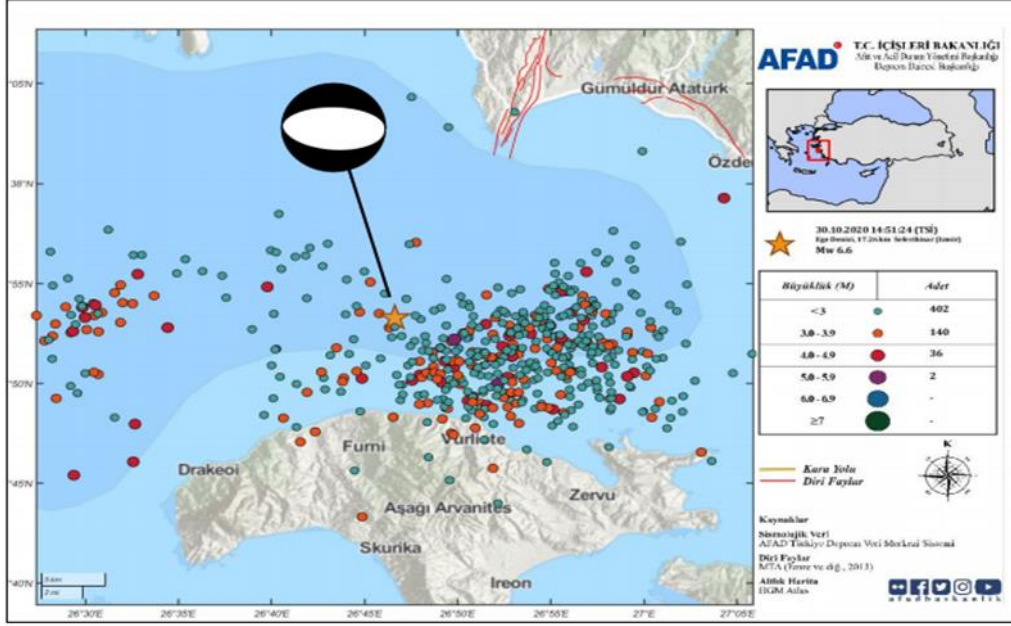 Gümüldür Atatürk
Özde
°05'N
38°N
°55'N
°50'N
°45'N
°40'N
Drakeoi
Furni
Vurliote
Aşağı Arvanites
Zervu
Skurika
Ireon
5 km
2 mi
26°30'E
26°35'E
26°40'E
26°45'E
26°50'E
26°55'E
27°E
27°05'E
AFAD
T.C. İÇİŞLERİ BAKANLIĞI
Afet ve Acil Durum Yönetimi Başkanlığı
Deprem Dairesi Başkanlığı
30.10.2020 14:51:24 (TSİ)
Ege Denizi, 17.26 km Seferihisar (İzmir)
Mw 6.6
Büyüklük (M) Adet
<3 402
3.0 - 3.9 140
4.0 - 4.9 36
5.0 - 5.9 2
6.0 - 6.9 -
≥7 -
K
Kara Yolu
Diri Faylar
Kaynaklar
Sismolojik Veri
AFAD Türkiye Deprem Veri Merkezi Sistemi
Diri Faylar
MTA (Emre ve diğ., 2013)
Altlık Harita
HGM Atlas
afadbaskanlik